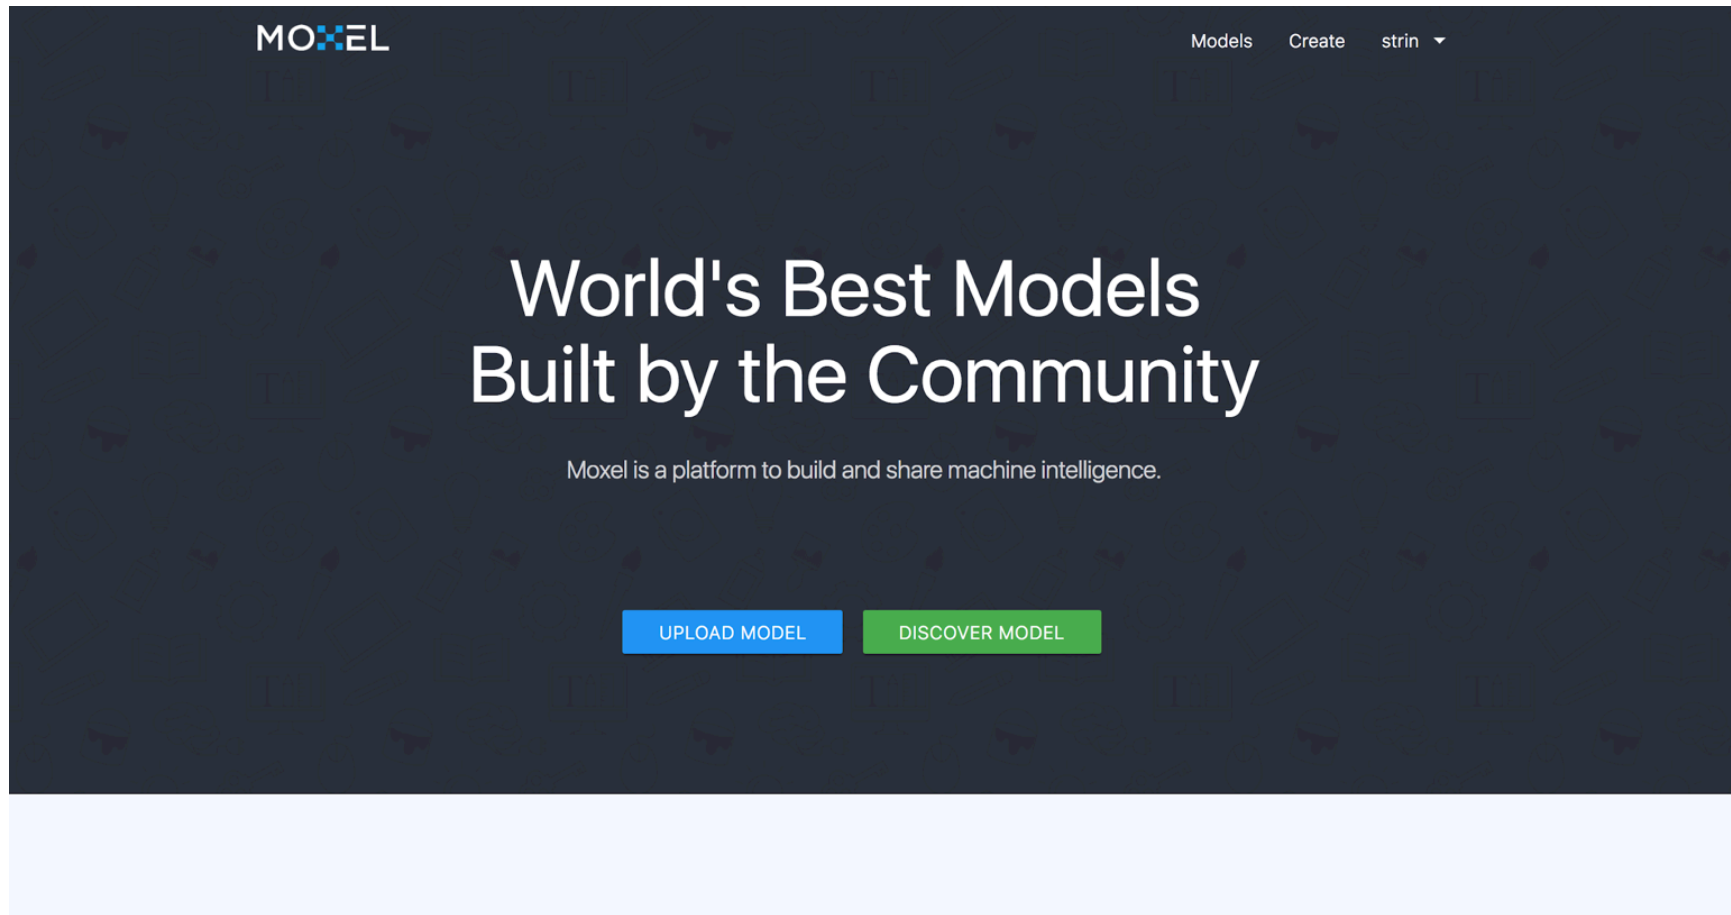 MOXEL
Models
Create
strin
World's Best Models
Built by the Community
Moxel is a platform to build and share machine intelligence.
UPLOAD MODEL
DISCOVER MODEL